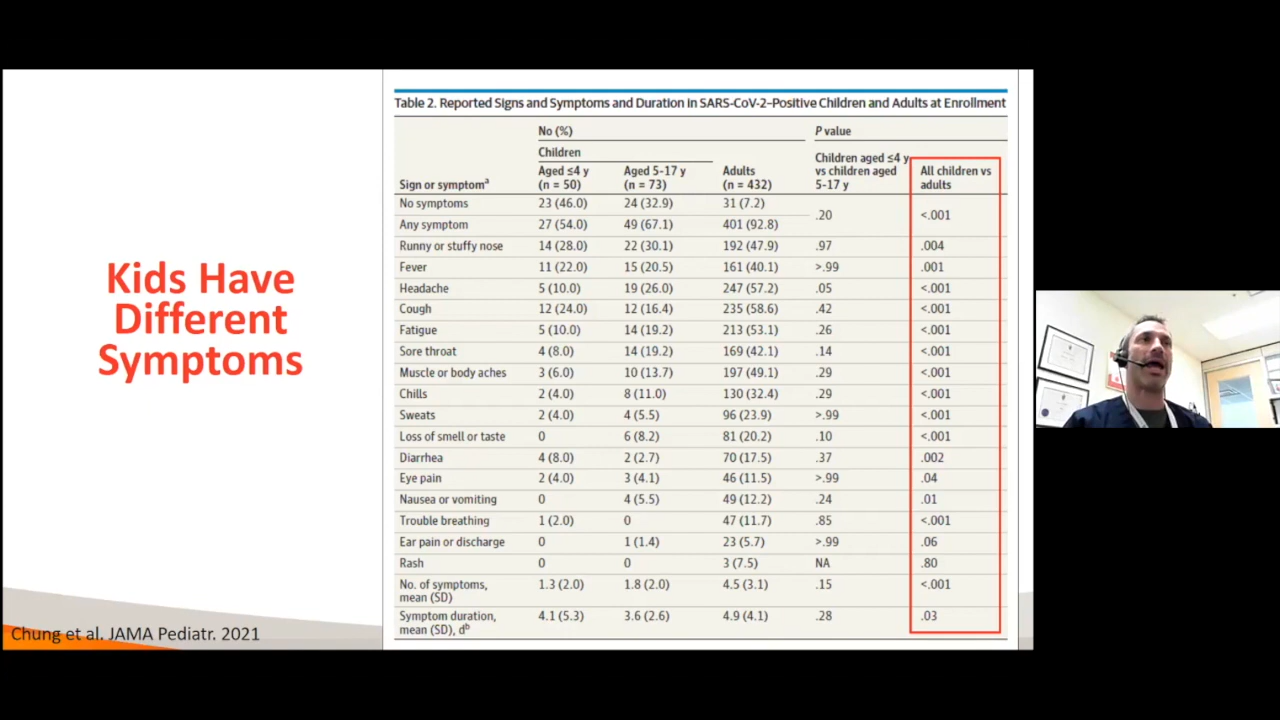 Kids Have
Different
Symptoms
Chung et al. JAMA Pediatr. 2021
Table 2. Reported Signs and Symptoms and Duration in SARS-CoV-2–Positive Children and Adults at Enrollment
No (%) P value
Children
Sign or symptomᵃ Aged ≤4 y (n = 50) Aged 5-17 y (n = 73) Adults (n = 432) Children aged ≤4 y vs children aged 5-17 y All children vs adults
No symptoms 23 (46.0) 24 (32.9) 31 (7.2) .20 <.001
Any symptom 27 (54.0) 49 (67.1) 401 (92.8)
Runny or stuffy nose 14 (28.0) 22 (30.1) 192 (47.9) .97 .004
Fever 11 (22.0) 15 (20.5) 161 (40.1) >.99 .001
Headache 5 (10.0) 19 (26.0) 247 (57.2) .05 <.001
Cough 12 (24.0) 12 (16.4) 235 (58.6) .42 <.001
Fatigue 5 (10.0) 14 (19.2) 213 (53.1) .26 <.001
Sore throat 4 (8.0) 14 (19.2) 169 (42.1) .14 <.001
Muscle or body aches 3 (6.0) 10 (13.7) 197 (49.1) .29 <.001
Chills 2 (4.0) 8 (11.0) 130 (32.4) .29 <.001
Sweats 2 (4.0) 4 (5.5) 96 (23.9) >.99 <.001
Loss of smell or taste 0 6 (8.2) 81 (20.2) .10 <.001
Diarrhea 4 (8.0) 2 (2.7) 70 (17.5) .37 .002
Eye pain 2 (4.0) 3 (4.1) 46 (11.5) >.99 .04
Nausea or vomiting 0 4 (5.5) 49 (12.2) .24 .01
Trouble breathing 1 (2.0) 0 47 (11.7) .85 <.001
Ear pain or discharge 0 1 (1.4) 23 (5.7) >.99 .06
Rash 0 0 3 (7.5) NA .80
No. of symptoms, mean (SD) 1.3 (2.0) 1.8 (2.0) 4.5 (3.1) .15 <.001
Symptom duration, mean (SD), dᵇ 4.1 (5.3) 3.6 (2.6) 4.9 (4.1) .28 .03